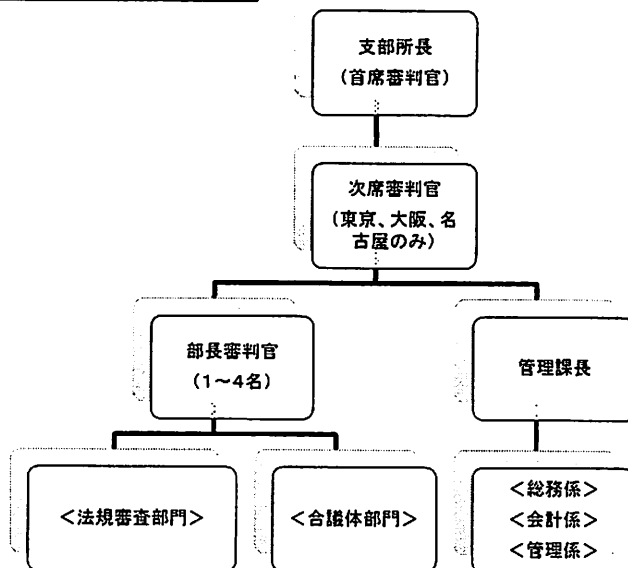 支部所長
（首席審判官）
次席審判官
（東京、大阪、名
古屋のみ）
部長審判官
（1～4名）
管理課長
＜法規審査部門＞
＜合議体部門＞
＜総務係＞
＜会計係＞
＜管理係＞